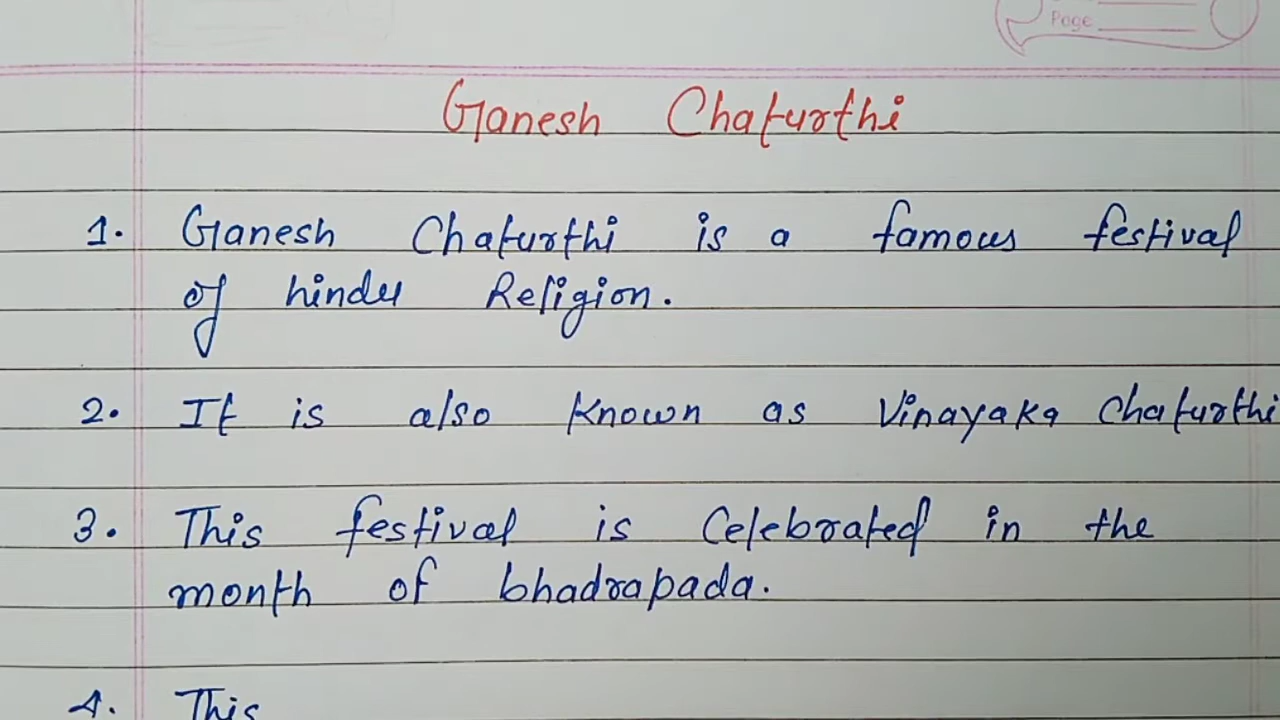 Page
Ganesh Chaturthi
1. Ganesh Chaturthi is a famous festival
of hindu Religion.
2. It is also Known as Vinayaka Chaturthi
3. This festival is Celebrated in the
month of bhadrapada.
4. This